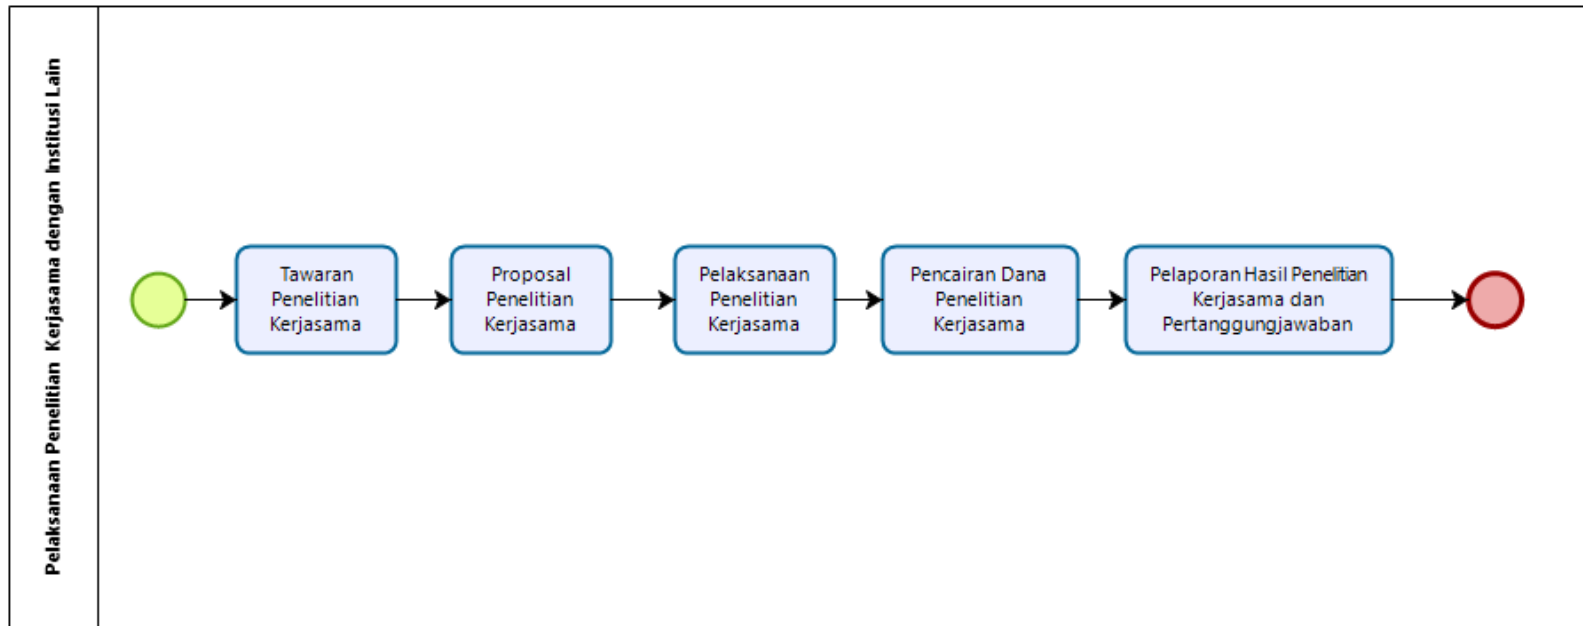 Pelaksanaan Penelitian Kerjasama dengan Institusi Lain
Tawaran
Penelitian
Kerjasama
Proposal
Penelitian
Kerjasama
Pelaksanaan
Penelitian
Kerjasama
Pencairan Dana
Penelitian
Kerjasama
Pelaporan Hasil Penelitian
Kerjasama dan
Pertanggungjawaban